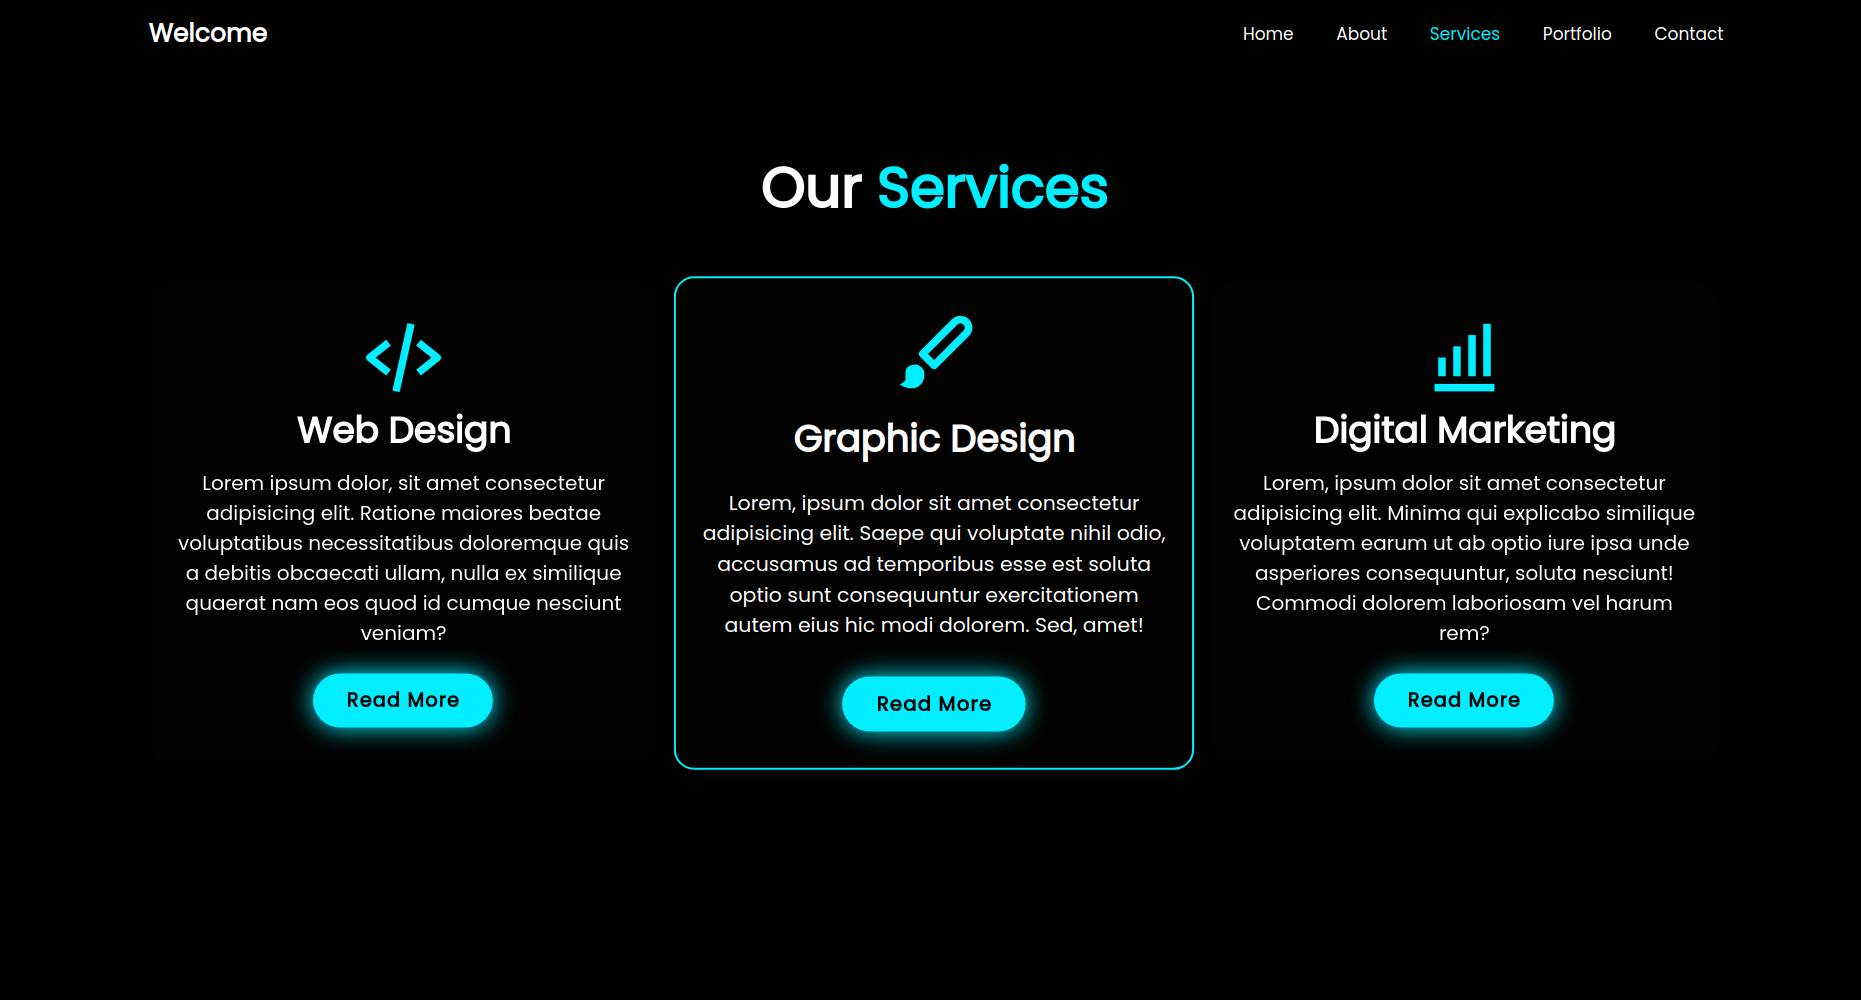 Welcome
Home About Services Portfolio Contact
Our Services
Web Design
Lorem ipsum dolor, sit amet consectetur
adipisicing elit. Ratione maiores beatae
voluptatibus necessitatibus doloremque quis
a debitis obcaecati ullam, nulla ex similique
quaerat nam eos quod id cumque nesciunt
veniam?
Read More
Graphic Design
Lorem, ipsum dolor sit amet consectetur
adipisicing elit. Saepe qui voluptate nihil odio,
accusamus ad temporibus esse est soluta
optio sunt consequuntur exercitationem
autem eius hic modi dolorem. Sed, amet!
Read More
Digital Marketing
Lorem, ipsum dolor sit amet consectetur
adipisicing elit. Minima qui explicabo similique
voluptatem earum ut ab optio iure ipsa unde
asperiores consequuntur, soluta nesciunt!
Commodi dolorem laboriosam vel harum
rem?
Read More